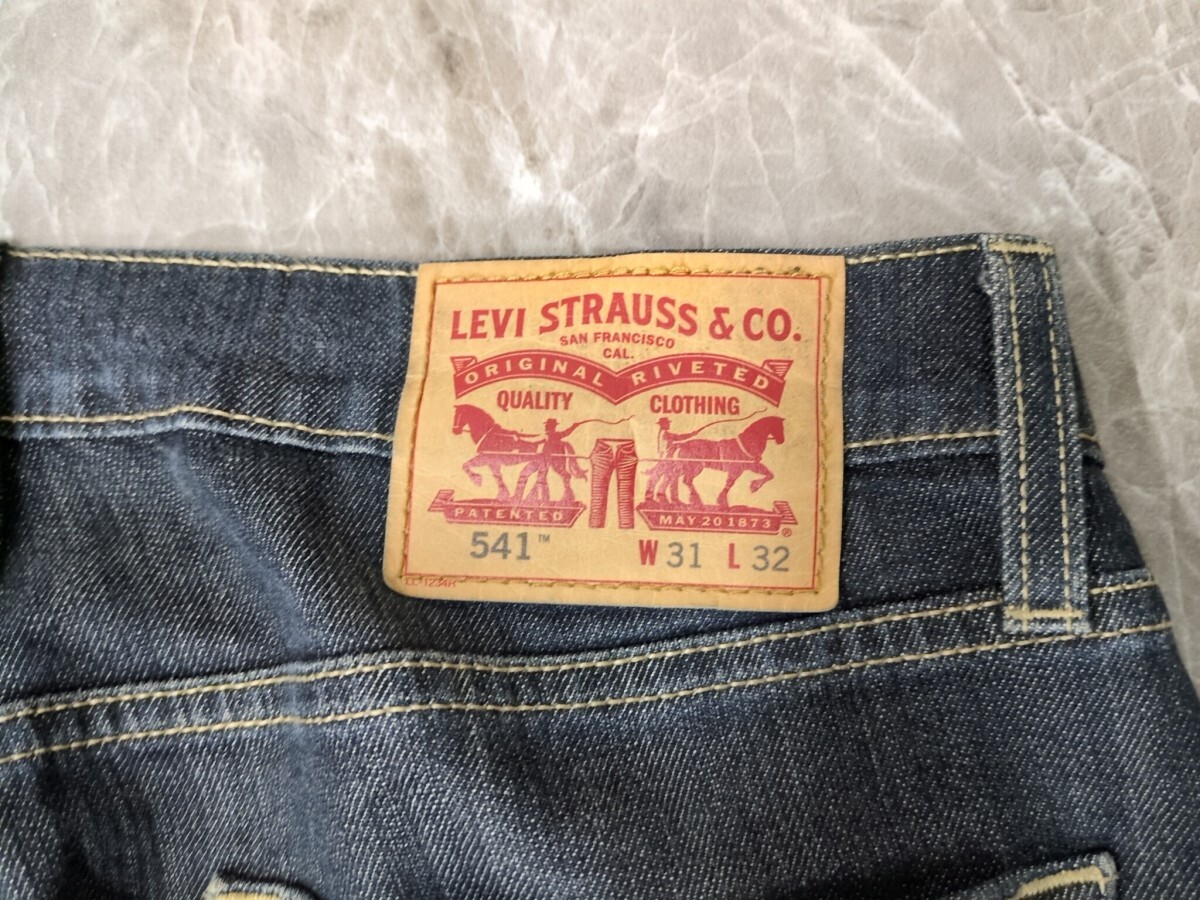 LEVI STRAUSS & CO.
SAN FRANCISCO
CAL.
ORIGINAL RIVETED
QUALITY CLOTHING
PATENTED MAY 20 1873 ®
541™ W 31 L 32